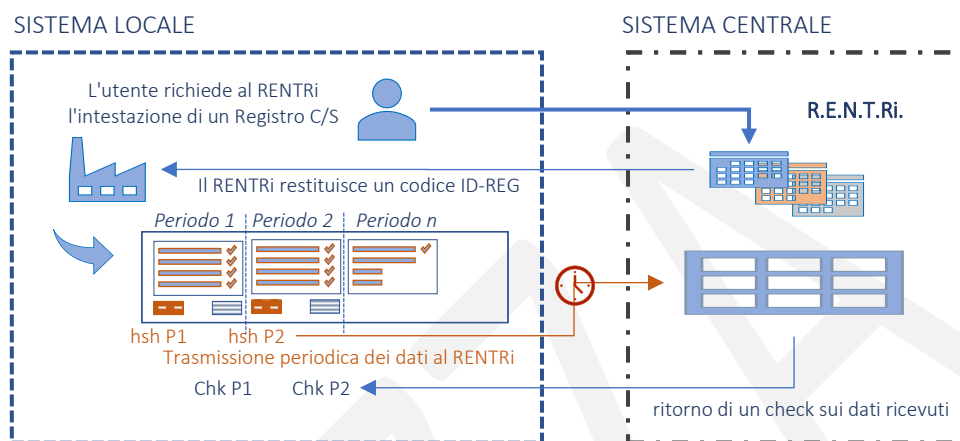 SISTEMA LOCALE
SISTEMA CENTRALE
L'utente richiede al RENTRi
l'intestazione di un Registro C/S
R.E.N.T.Ri.
Il RENTRi restituisce un codice ID-REG
Periodo 1 Periodo 2 Periodo n
hsh P1 hsh P2
Trasmissione periodica dei dati al RENTRi
Chk P1 Chk P2
ritorno di un check sui dati ricevuti